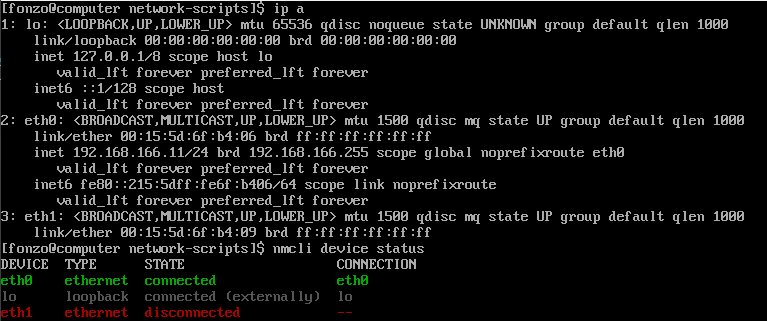 [fonzo@computer network-scripts]$ ip a
1: lo: <LOOPBACK,UP,LOWER_UP> mtu 65536 qdisc noqueue state UNKNOWN group default qlen 1000
    link/loopback 00:00:00:00:00:00 brd 00:00:00:00:00:00
    inet 127.0.0.1/8 scope host lo
       valid_lft forever preferred_lft forever
    inet6 ::1/128 scope host
       valid_lft forever preferred_lft forever
2: eth0: <BROADCAST,MULTICAST,UP,LOWER_UP> mtu 1500 qdisc mq state UP group default qlen 1000
    link/ether 00:15:5d:6f:b4:06 brd ff:ff:ff:ff:ff:ff
    inet 192.168.166.11/24 brd 192.168.166.255 scope global noprefixroute eth0
       valid_lft forever preferred_lft forever
    inet6 fe80::215:5dff:fe6f:b406/64 scope link noprefixroute
       valid_lft forever preferred_lft forever
3: eth1: <BROADCAST,MULTICAST,UP,LOWER_UP> mtu 1500 qdisc mq state UP group default qlen 1000
    link/ether 00:15:5d:6f:b4:09 brd ff:ff:ff:ff:ff:ff
[fonzo@computer network-scripts]$ nmcli device status
DEVICE  TYPE      STATE                   CONNECTION
eth0    ethernet  connected               eth0
lo      loopback  connected (externally)  lo
eth1    ethernet  disconnected            --